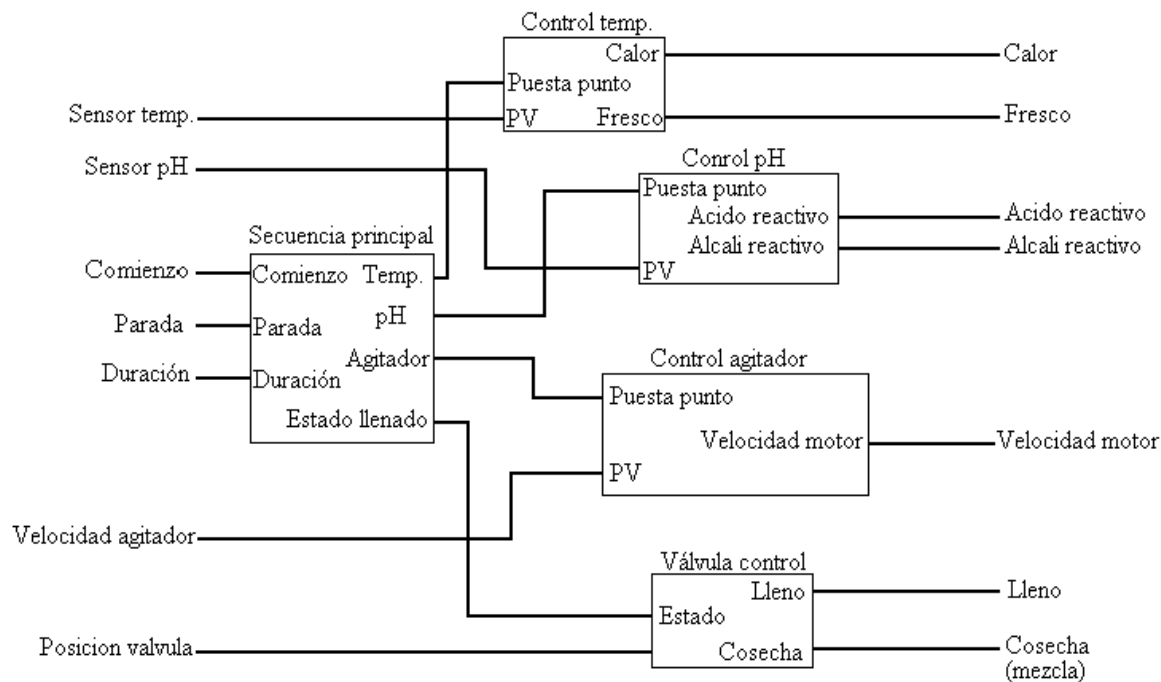 Control temp.
Calor
Calor
Puesta punto
Sensor temp.
PV
Fresco
Fresco
Sensor pH
Conrol pH
Puesta punto
Acido reactivo
Acido reactivo
Alcali reactivo
Alcali reactivo
PV
Secuencia principal
Comienzo
Comienzo
Temp.
Parada
Parada
pH
Agitador
Duración
Duración
Estado llenado
Control agitador
Puesta punto
Velocidad motor
Velocidad motor
PV
Velocidad agitador
Válvula control
Lleno
Lleno
Estado
Posicion valvula
Cosecha
Cosecha
(mezcla)